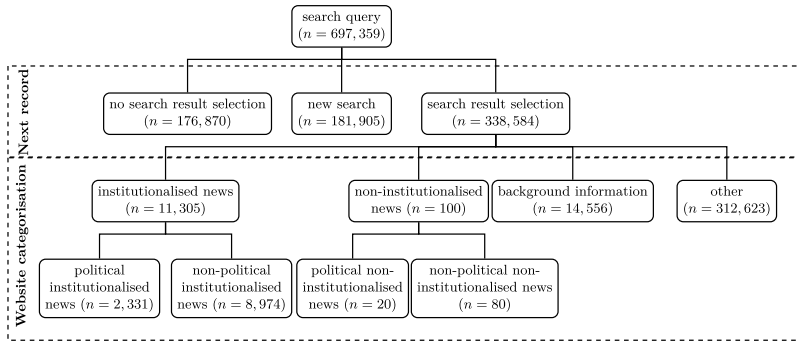 search query
(n = 697, 359)
Next record
no search result selection
(n = 176, 870)
new search
(n = 181, 905)
search result selection
(n = 338, 584)
Website categorisation
institutionalised news
(n = 11, 305)
non-institutionalised
news (n = 100)
background information
(n = 14, 556)
other
(n = 312, 623)
political
institutionalised
news (n = 2, 331)
non-political
institutionalised
news (n = 8, 974)
political non-
institutionalised
news (n = 20)
non-political non-
institutionalised news
(n = 80)